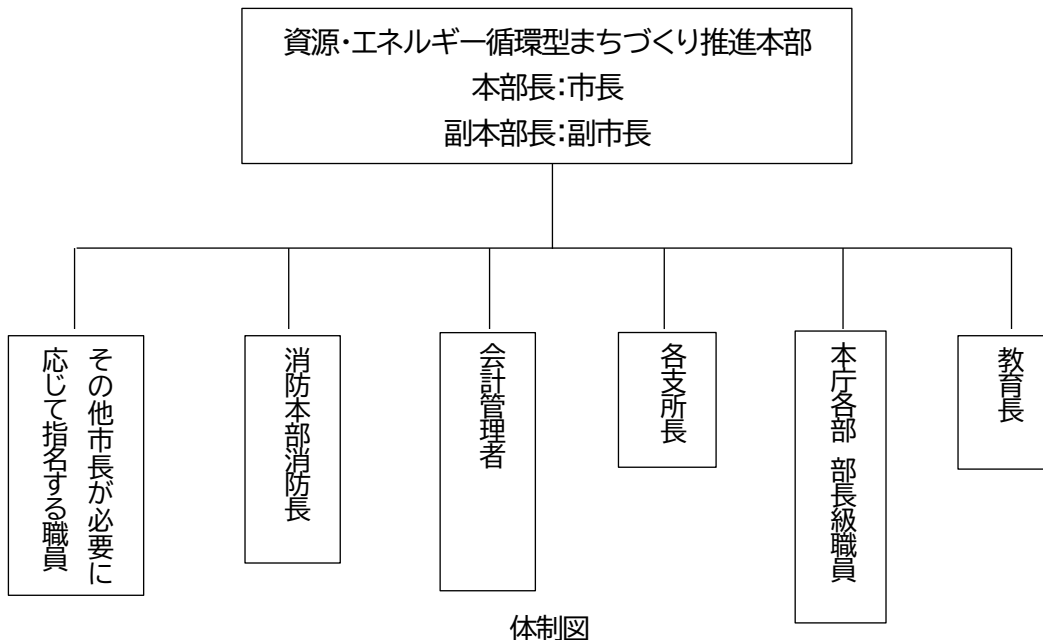 資源・エネルギー循環型まちづくり推進本部
本部長：市長
副本部長：副市長
教育長
本庁各部 部長級職員
各支所長
会計管理者
消防本部消防長
その他市長が必要に
応じて指名する職員
体制図